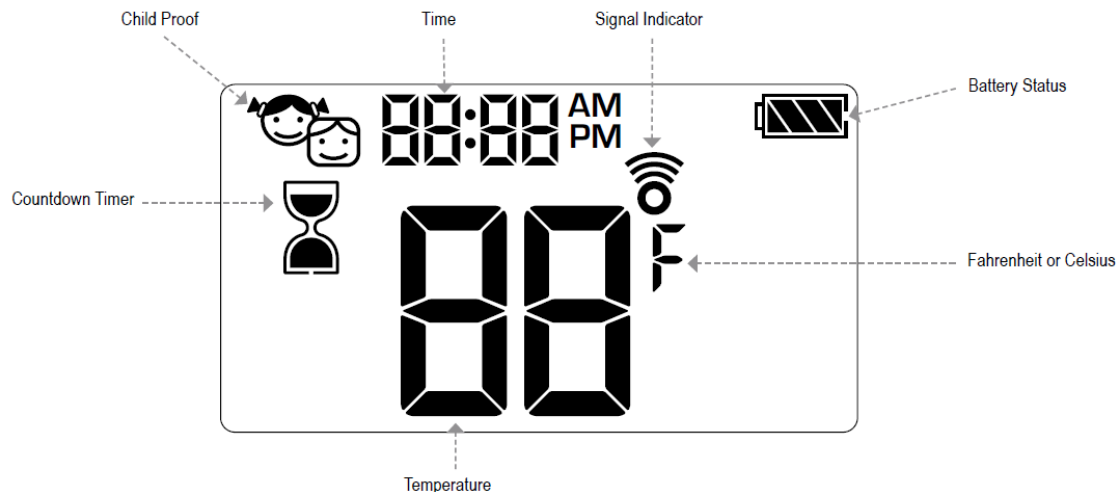 Child Proof
Time
Signal Indicator
Battery Status
88:88 AM
PM
Countdown Timer
88 F
Fahrenheit or Celsius
Temperature